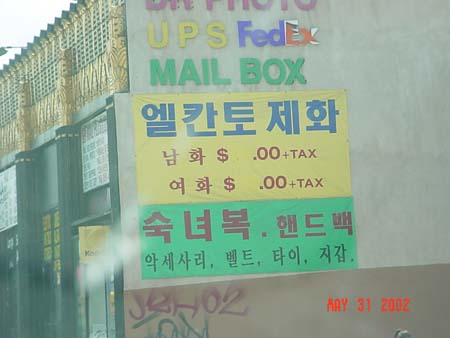 PHOTO
UPS FedEx
MAIL BOX
엘칸토 제화
남화 $ .00+TAX
여화 $ .00+TAX
숙녀복. 핸드백
악세사리, 벨트, 타이, 지갑.
MAY 31 2002